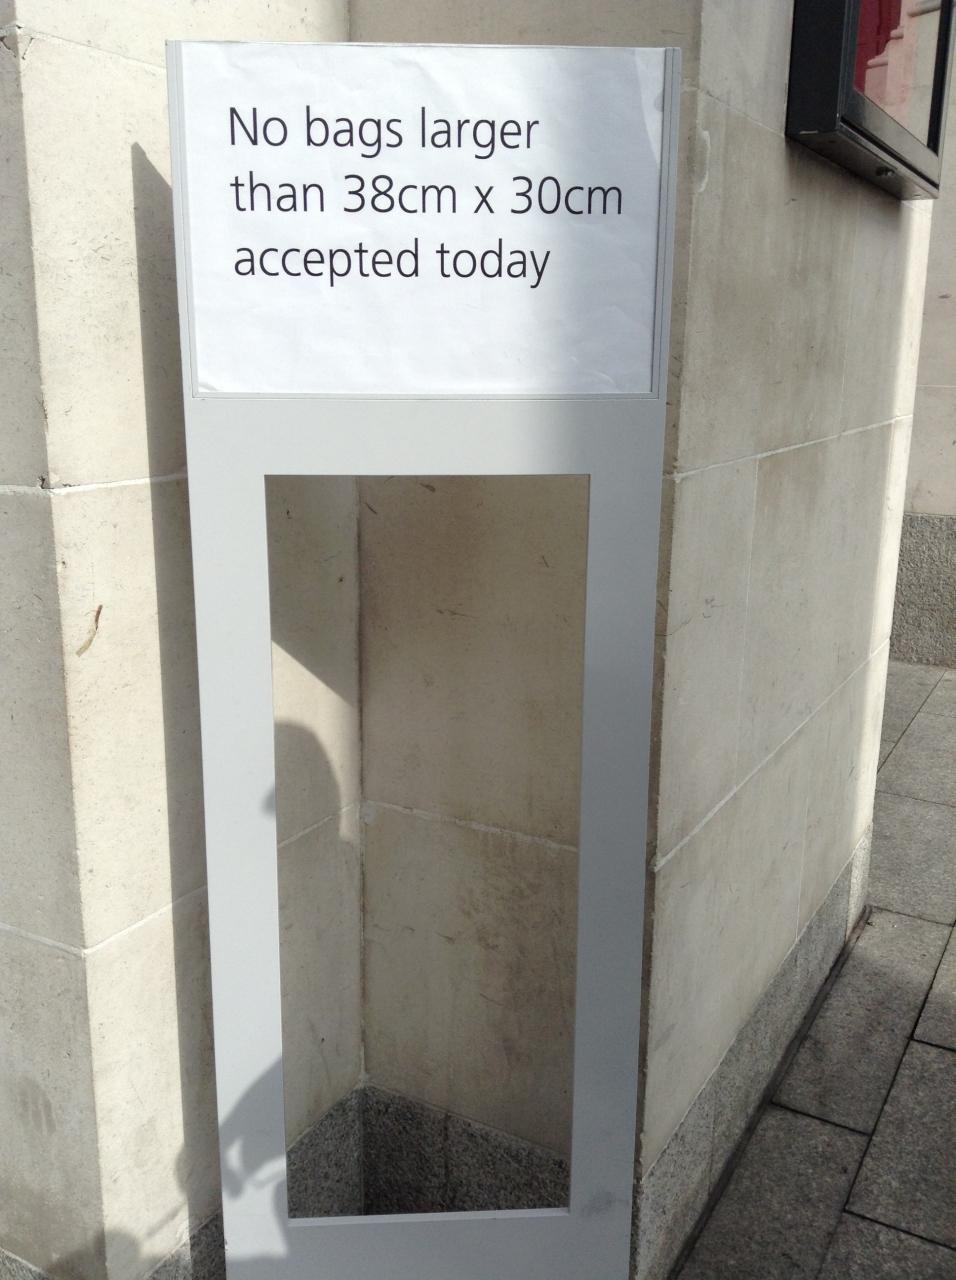 No bags larger
than 38cm x 30cm
accepted today